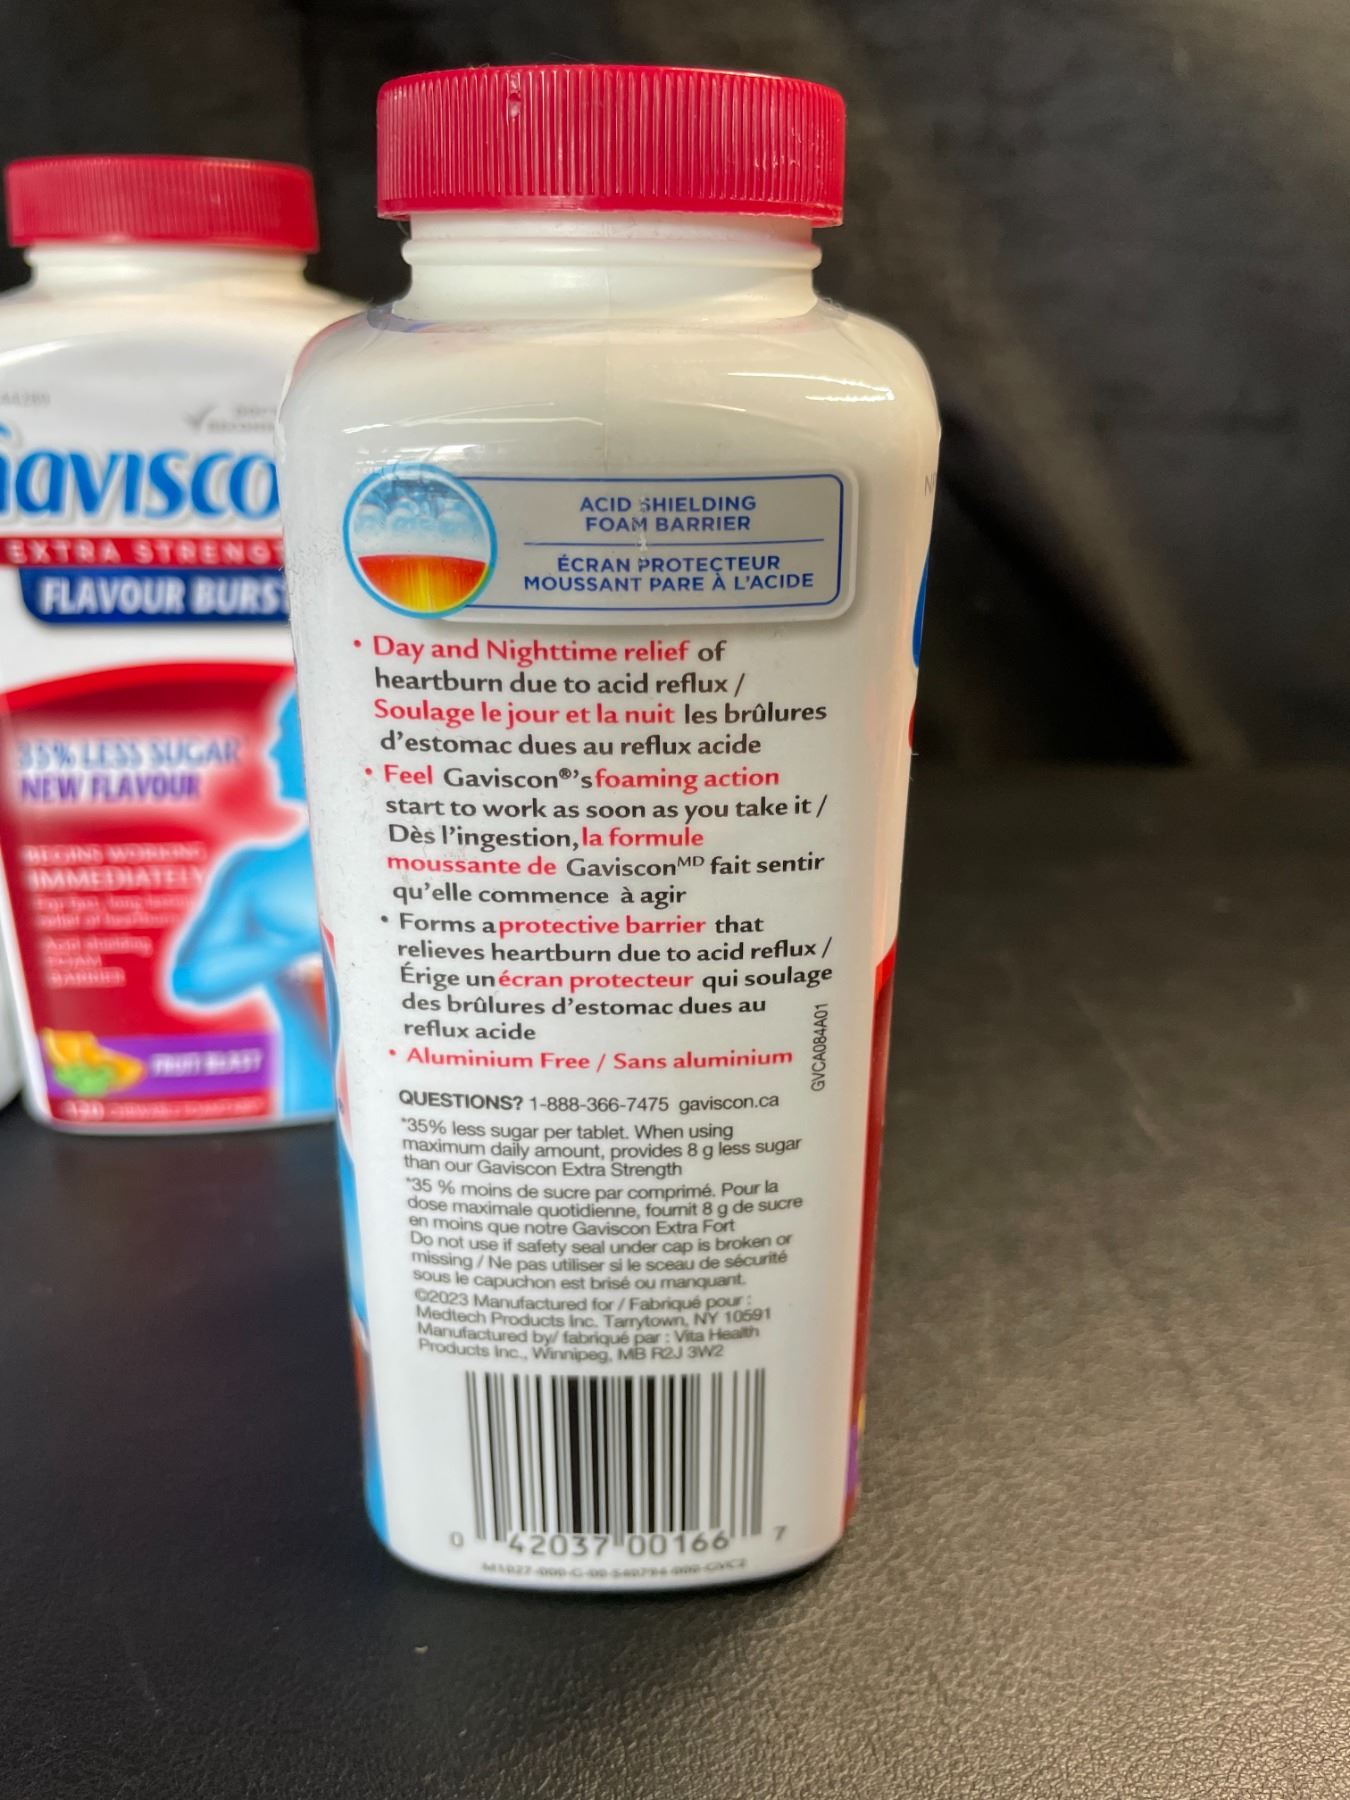 Gavisco
EXTRA STRENGT
FLAVOUR BURS
35% LESS SUGAR
NEW FLAVOUR
BEGINS WORKING
IMMEDIATELY
Acid shielding
FOAM
BARRIER
FRUIT BLAST
120
ACID SHIELDING
FOAM BARRIER
ÉCRAN PROTECTEUR
MOUSSANT PARE À L'ACIDE
• Day and Nighttime relief of
heartburn due to acid reflux /
Soulage le jour et la nuit les brûlures
d'estomac dues au reflux acide
• Feel Gaviscon®'s foaming action
start to work as soon as you take it /
Dès l'ingestion, la formule
moussante de GavisconMD fait sentir
qu'elle commence à agir
• Forms a protective barrier that
relieves heartburn due to acid reflux /
Érige un écran protecteur qui soulage
des brûlures d'estomac dues au
reflux acide
• Aluminium Free / Sans aluminium
GVCA084A01
QUESTIONS? 1-888-366-7475 gaviscon.ca
*35% less sugar per tablet. When using
maximum daily amount, provides 8 g less sugar
than our Gaviscon Extra Strength
*35 % moins de sucre par comprimé. Pour la
dose maximale quotidienne, fournit 8 g de sucre
en moins que notre Gaviscon Extra Fort
Do not use if safety seal under cap is broken or
missing / Ne pas utiliser si le sceau de sécurité
sous le capuchon est brisé ou manquant.
©2023 Manufactured for / Fabriqué pour :
Medtech Products Inc. Tarrytown, NY 10591
Manufactured by/ fabriqué par : Vita Health
Products Inc., Winnipeg, MB R2J 3W2
0 42037 00166 7